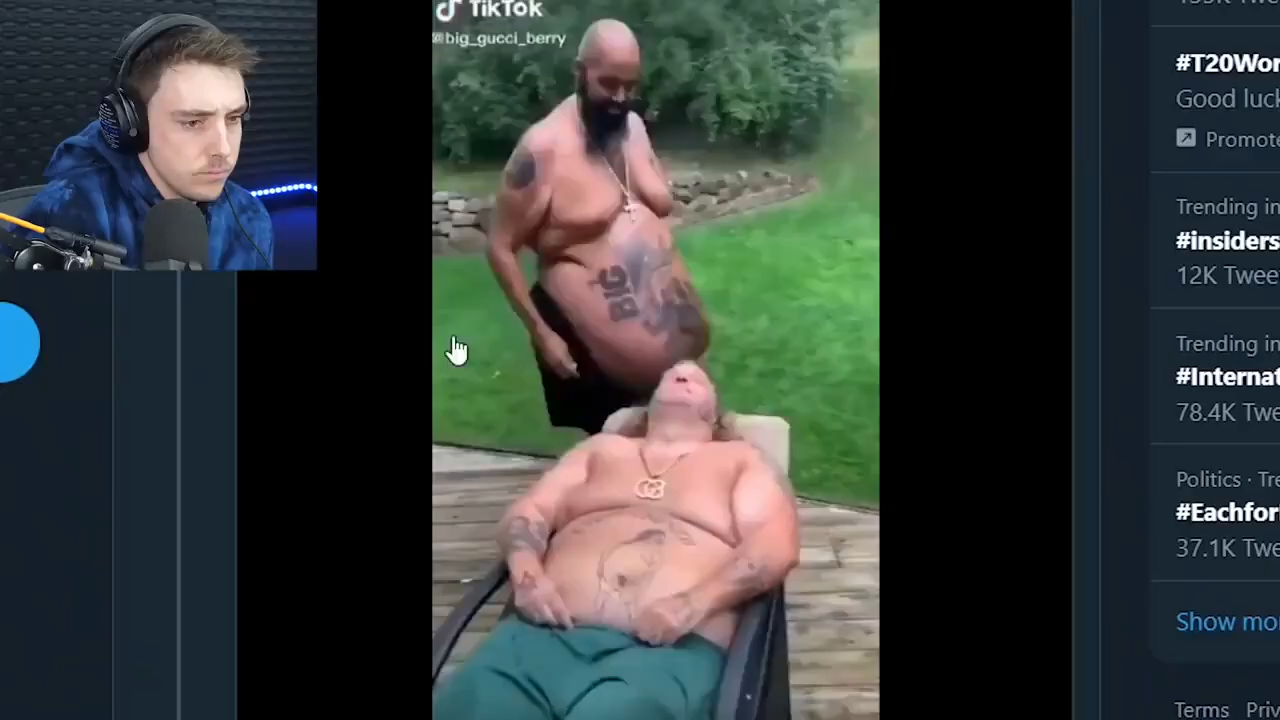 TikTok
@big_gucci_berry
BIG
#T20Wor
Good luck
Promote
Trending in
#insiders
12K Twee
Trending in
#Internat
78.4K Twe
Politics · Tre
#Eachfor
37.1K Twe
Show mo
Terms Priv